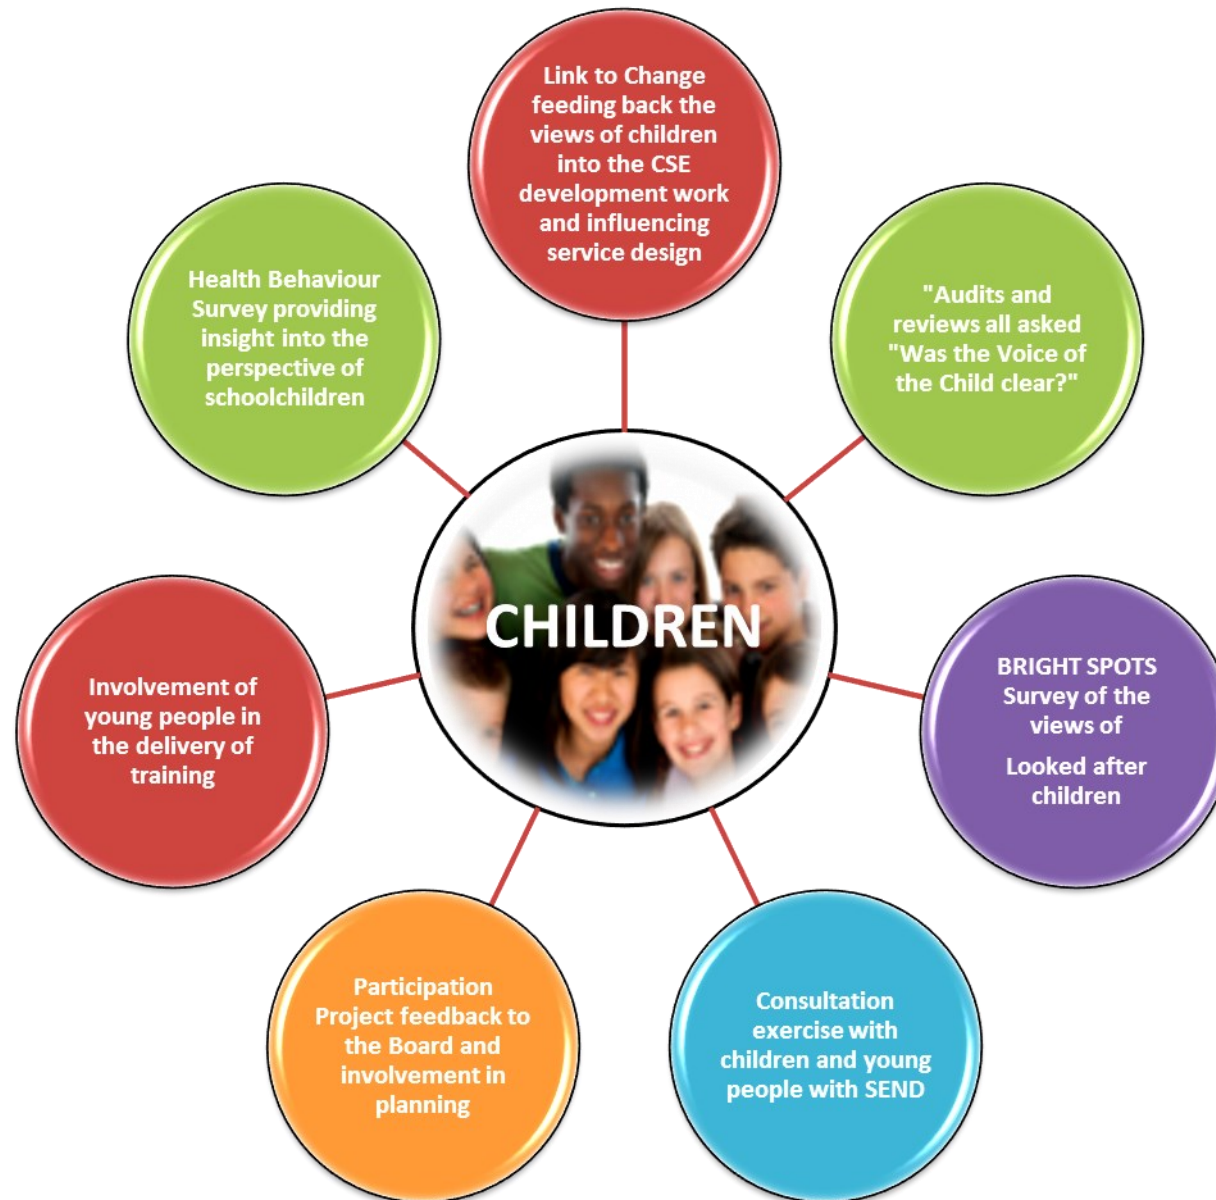 Link to Change
feeding back the
views of children
into the CSE
development work
and influencing
service design
"Audits and
reviews all asked
"Was the Voice of
the Child clear?"
BRIGHT SPOTS
Survey of the
views of
Looked after
children
Consultation
exercise with
children and young
people with SEND
Participation
Project feedback to
the Board and
involvement in
planning
Involvement of
young people in
the delivery of
training
Health Behaviour
Survey providing
insight into the
perspective of
schoolchildren
CHILDREN